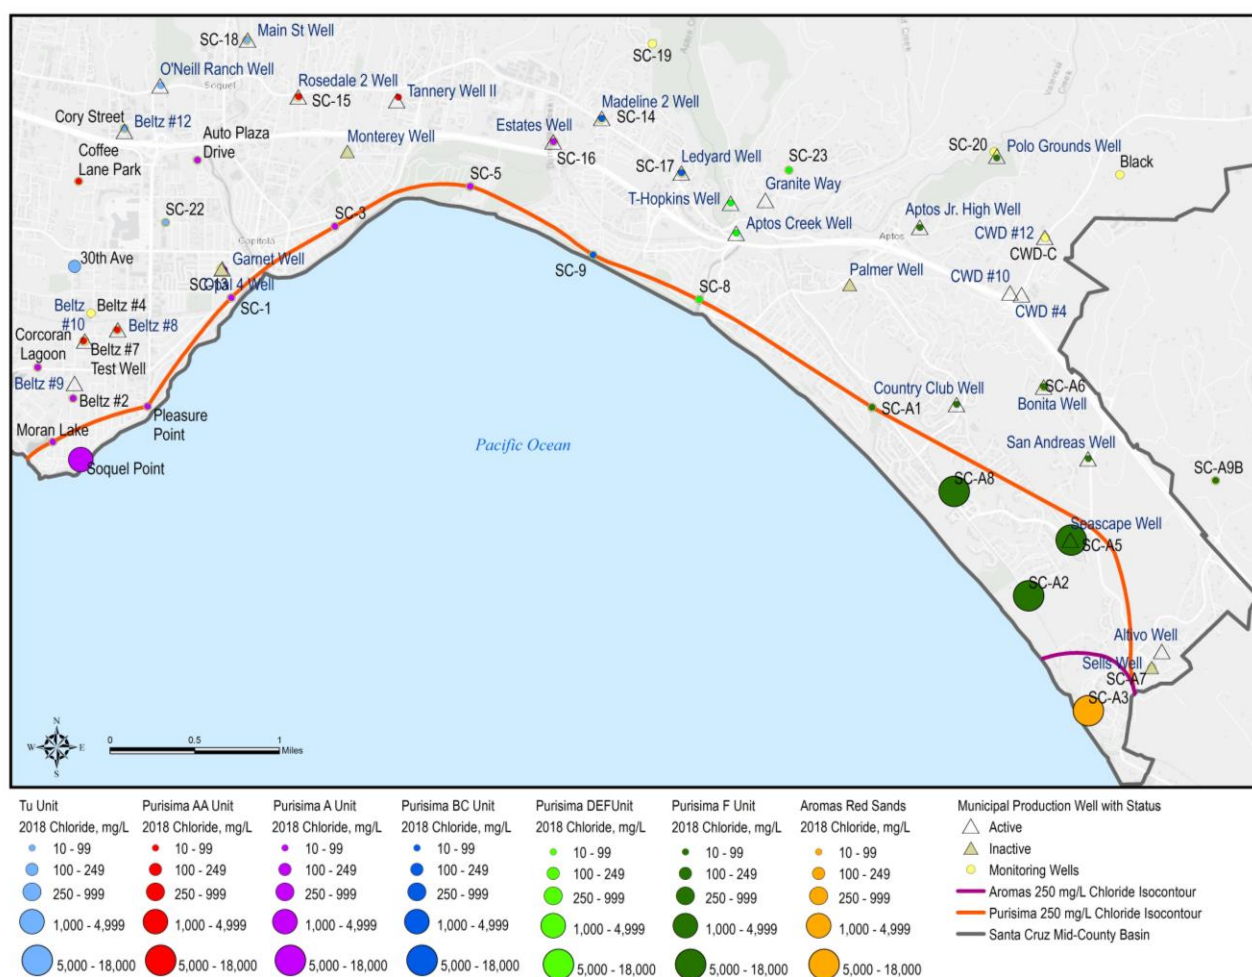 Main St Well
SC-18
SC-19
O'Neill Ranch Well
Soquel
Rosedale 2 Well
SC-15
Tannery Well II
Madeline 2 Well
SC-14
Cory Street
Beltz #12
Auto Plaza
Drive
Monterey Well
Estates Well
SC-16
Coffee
Lane Park
SC-17
Ledyard Well
SC-23
SC-20
Polo Grounds Well
Black
SC-5
T-Hopkins Well
Granite Way
SC-22
SC-3
Capitola
Aptos Creek Well
Aptos Jr. High Well
Aptos
CWD #12
CWD-C
30th Ave
Garnet Well
SC-13
Opal 4 Well
SC-1
SC-9
SC-8
Palmer Well
CWD #10
CWD #4
Beltz
#10
Beltz #4
Beltz #8
Corcoran
Lagoon
Beltz #7
Test Well
Beltz #9
Beltz #2
Pleasure
Point
Moran Lake
Soquel Point
Pacific Ocean
Country Club Well
SC-A1
SC-A6
Bonita Well
San Andreas Well
SC-A9B
SC-A8
Seascape Well
SC-A5
SC-A2
Altivo Well
Sells Well
SC-A7
SC-A3
N
W E
S
0 0.5 1
Miles
Tu Unit
2018 Chloride, mg/L
10 - 99
100 - 249
250 - 999
1,000 - 4,999
5,000 - 18,000
Purisima AA Unit
2018 Chloride, mg/L
10 - 99
100 - 249
250 - 999
1,000 - 4,999
5,000 - 18,000
Purisima A Unit
2018 Chloride, mg/L
10 - 99
100 - 249
250 - 999
1,000 - 4,999
5,000 - 18,000
Purisima BC Unit
2018 Chloride, mg/L
10 - 99
100 - 249
250 - 999
1,000 - 4,999
5,000 - 18,000
Purisima DEFUnit
2018 Chloride, mg/L
10 - 99
100 - 249
250 - 999
1,000 - 4,999
5,000 - 18,000
Purisima F Unit
2018 Chloride, mg/L
10 - 99
100 - 249
250 - 999
1,000 - 4,999
5,000 - 18,000
Aromas Red Sands
2018 Chloride, mg/L
10 - 99
100 - 249
250 - 999
1,000 - 4,999
5,000 - 18,000
Municipal Production Well with Status
Active
Inactive
Monitoring Wells
Aromas 250 mg/L Chloride Isocontour
Purisima 250 mg/L Chloride Isocontour
Santa Cruz Mid-County Basin